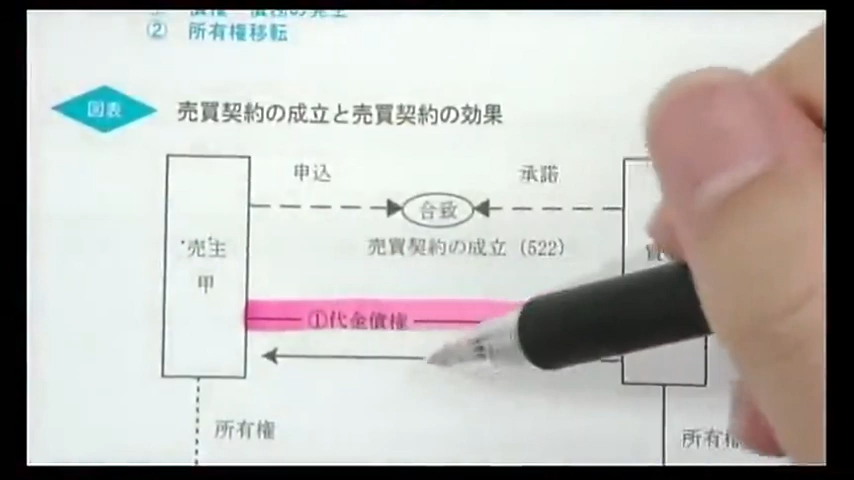 ② 所有権移転
図表
売買契約の成立と売買契約の効果
申込
承諾
合致
売買契約の成立（522）
売主
甲
①代金債権
所有権
所有権